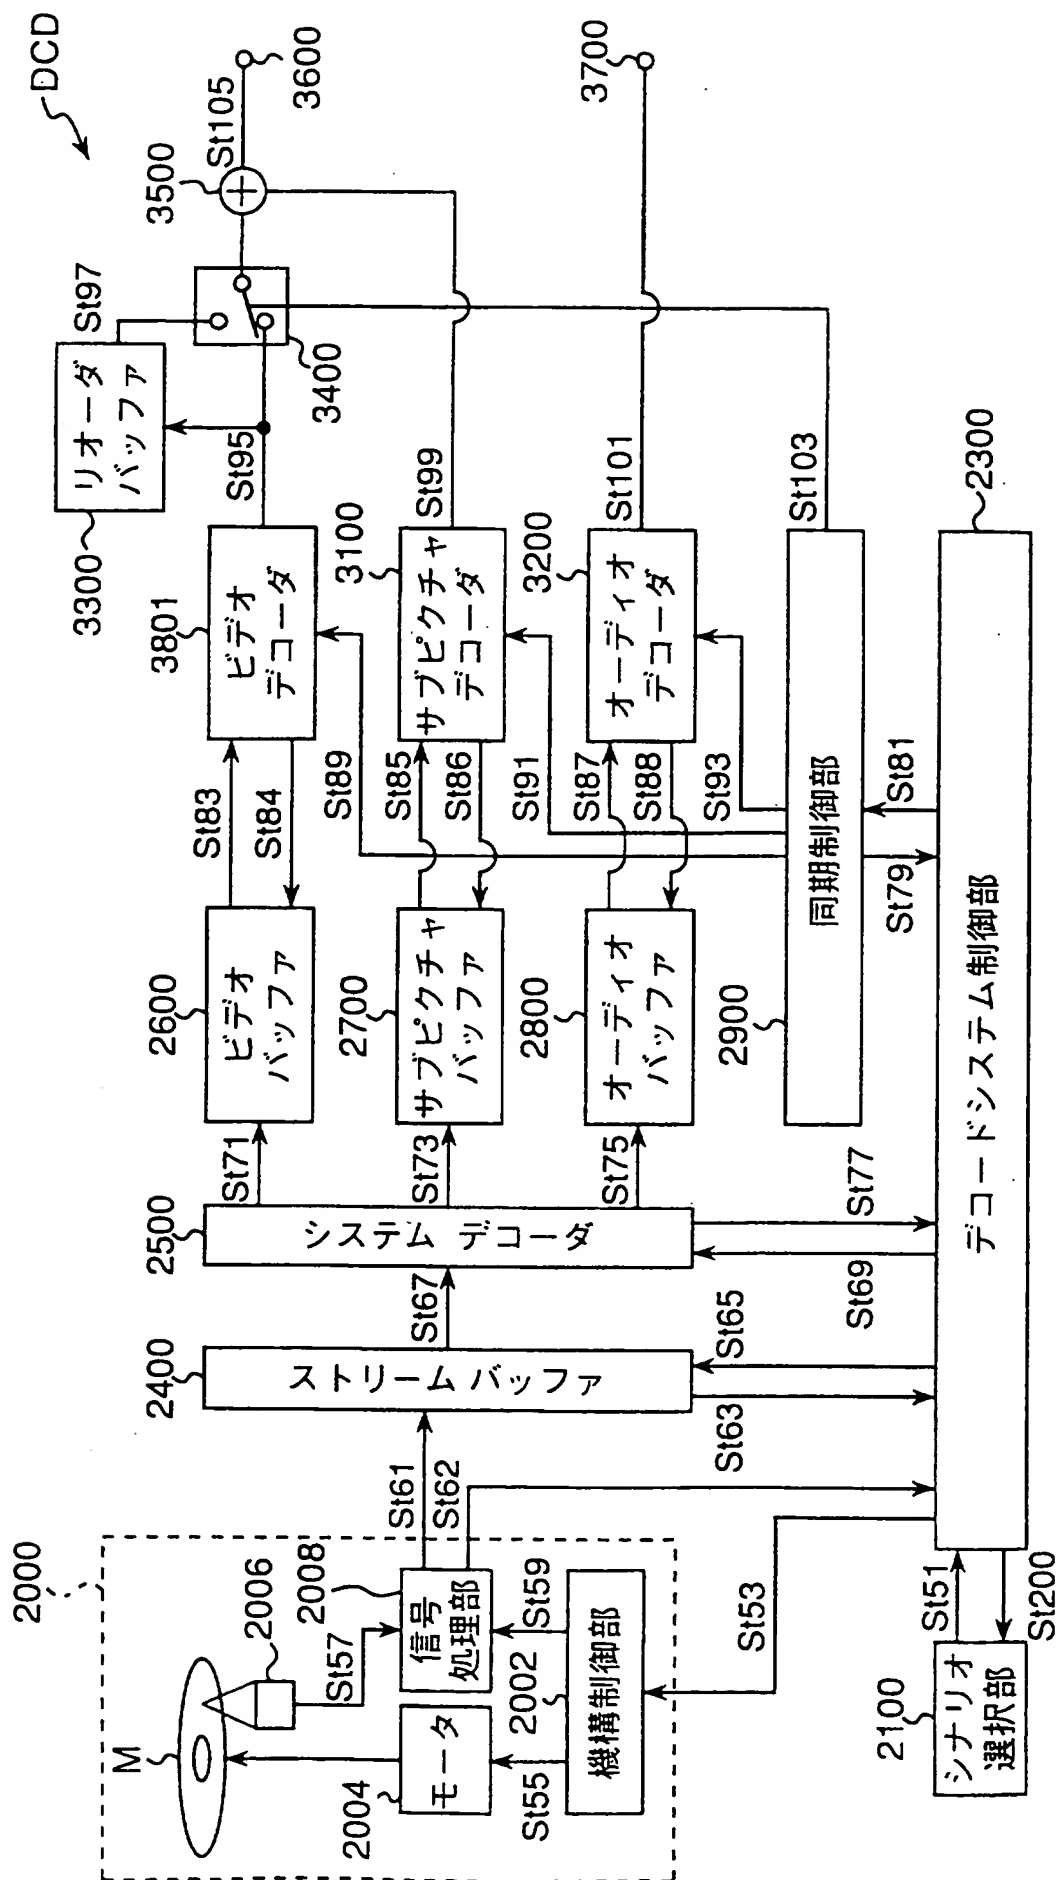 DCD
2000
M
2006
St57
2008
信号
処理部
2004
モータ
St55
2002
St59
機構制御部
St61
St62
St53
2100
シナリオ
選択部
St51
St200
2400
ストリーム バッファ
St63
St65
St67
2500
システム デコーダ
St69
St77
St71
St73
St75
2600
ビデオ
バッファ
2700
サブピクチャ
バッファ
2800
オーディオ
バッファ
2900
同期制御部
St79
St81
2300
デコードシステム制御部
St83
St84
St89
St85
St86
St91
St87
St88
St93
3801
ビデオ
デコーダ
3100
サブピクチャ
デコーダ
3200
オーディオ
デコーダ
St95
St99
St101
St103
3300
リオーダ
バッファ
St97
3400
3500
St105
3600
3700